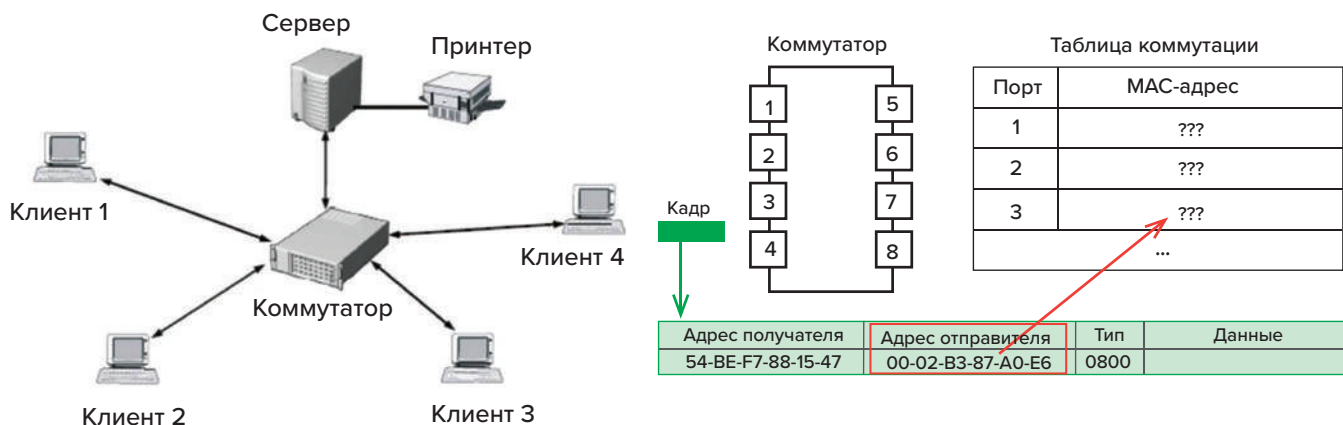 Сервер
Принтер
Клиент 1
Клиент 4
Коммутатор
Клиент 2
Клиент 3
Коммутатор
1
5
2
6
3
7
4
8
Кадр
Таблица коммутации
Порт MAC-адрес
1 ???
2 ???
3 ???
...
Адрес получателя Адрес отправителя Тип Данные
54-BE-F7-88-15-47 00-02-B3-87-A0-E6 0800